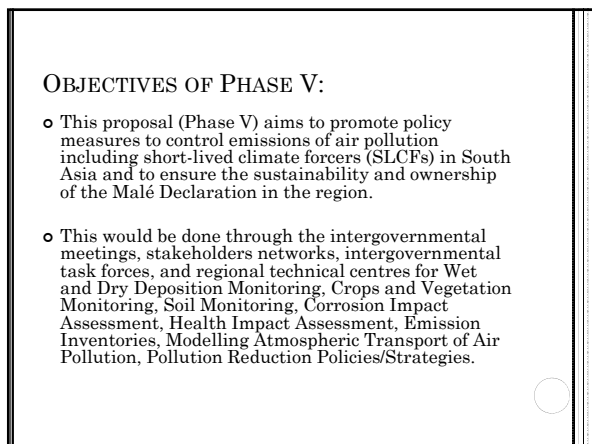 OBJECTIVES OF PHASE V:
This proposal (Phase V) aims to promote policy
measures to control emissions of air pollution
including short-lived climate forcers (SLCFs) in South
Asia and to ensure the sustainability and ownership
of the Malé Declaration in the region.
This would be done through the intergovernmental
meetings, stakeholders networks, intergovernmental
task forces, and regional technical centres for Wet
and Dry Deposition Monitoring, Crops and Vegetation
Monitoring, Soil Monitoring, Corrosion Impact
Assessment, Health Impact Assessment, Emission
Inventories, Modelling Atmospheric Transport of Air
Pollution, Pollution Reduction Policies/Strategies.